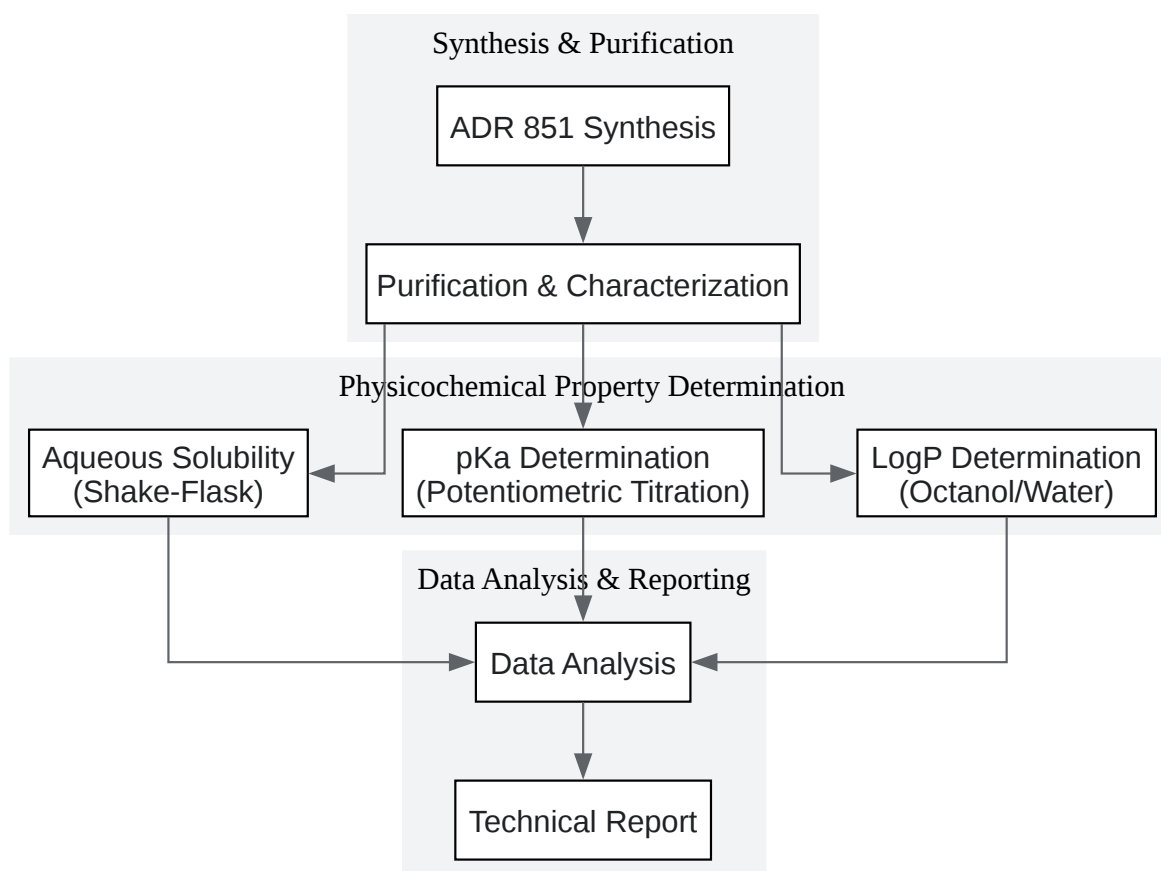 Synthesis & Purification
ADR 851 Synthesis
Purification & Characterization
Physicochemical Property Determination
Aqueous Solubility
(Shake-Flask)
pKa Determination
(Potentiometric Titration)
LogP Determination
(Octanol/Water)
Data Analysis & Reporting
Data Analysis
Technical Report